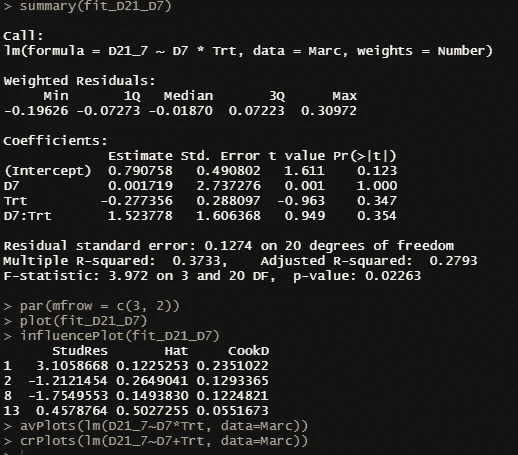 > summary(fit_D21_D7)
Call:
lm(formula = D21_7 ~ D7 * Trt, data = Marc, weights = Number)
Weighted Residuals:
Min 1Q Median 3Q Max
-0.19626 -0.07273 -0.01870 0.07223 0.30972
Coefficients:
Estimate Std. Error t value Pr(>|t|)
(Intercept) 0.790758 0.490802 1.611 0.123
D7 0.001719 2.737276 0.001 1.000
Trt -0.277356 0.288097 -0.963 0.347
D7:Trt 1.523778 1.606368 0.949 0.354
Residual standard error: 0.1274 on 20 degrees of freedom
Multiple R-squared: 0.3733, Adjusted R-squared: 0.2793
F-statistic: 3.972 on 3 and 20 DF, p-value: 0.02263
> par(mfrow = c(3, 2))
> plot(fit_D21_D7)
> influencePlot(fit_D21_D7)
StudRes Hat CookD
1 3.1058668 0.1225253 0.2351022
2 -1.2121454 0.2649041 0.1293365
8 -1.7549553 0.1493830 0.1224821
13 0.4578764 0.5027255 0.0551673
> avPlots(lm(D21_7~D7*Trt, data=Marc))
> crPlots(lm(D21_7~D7+Trt, data=Marc))
>